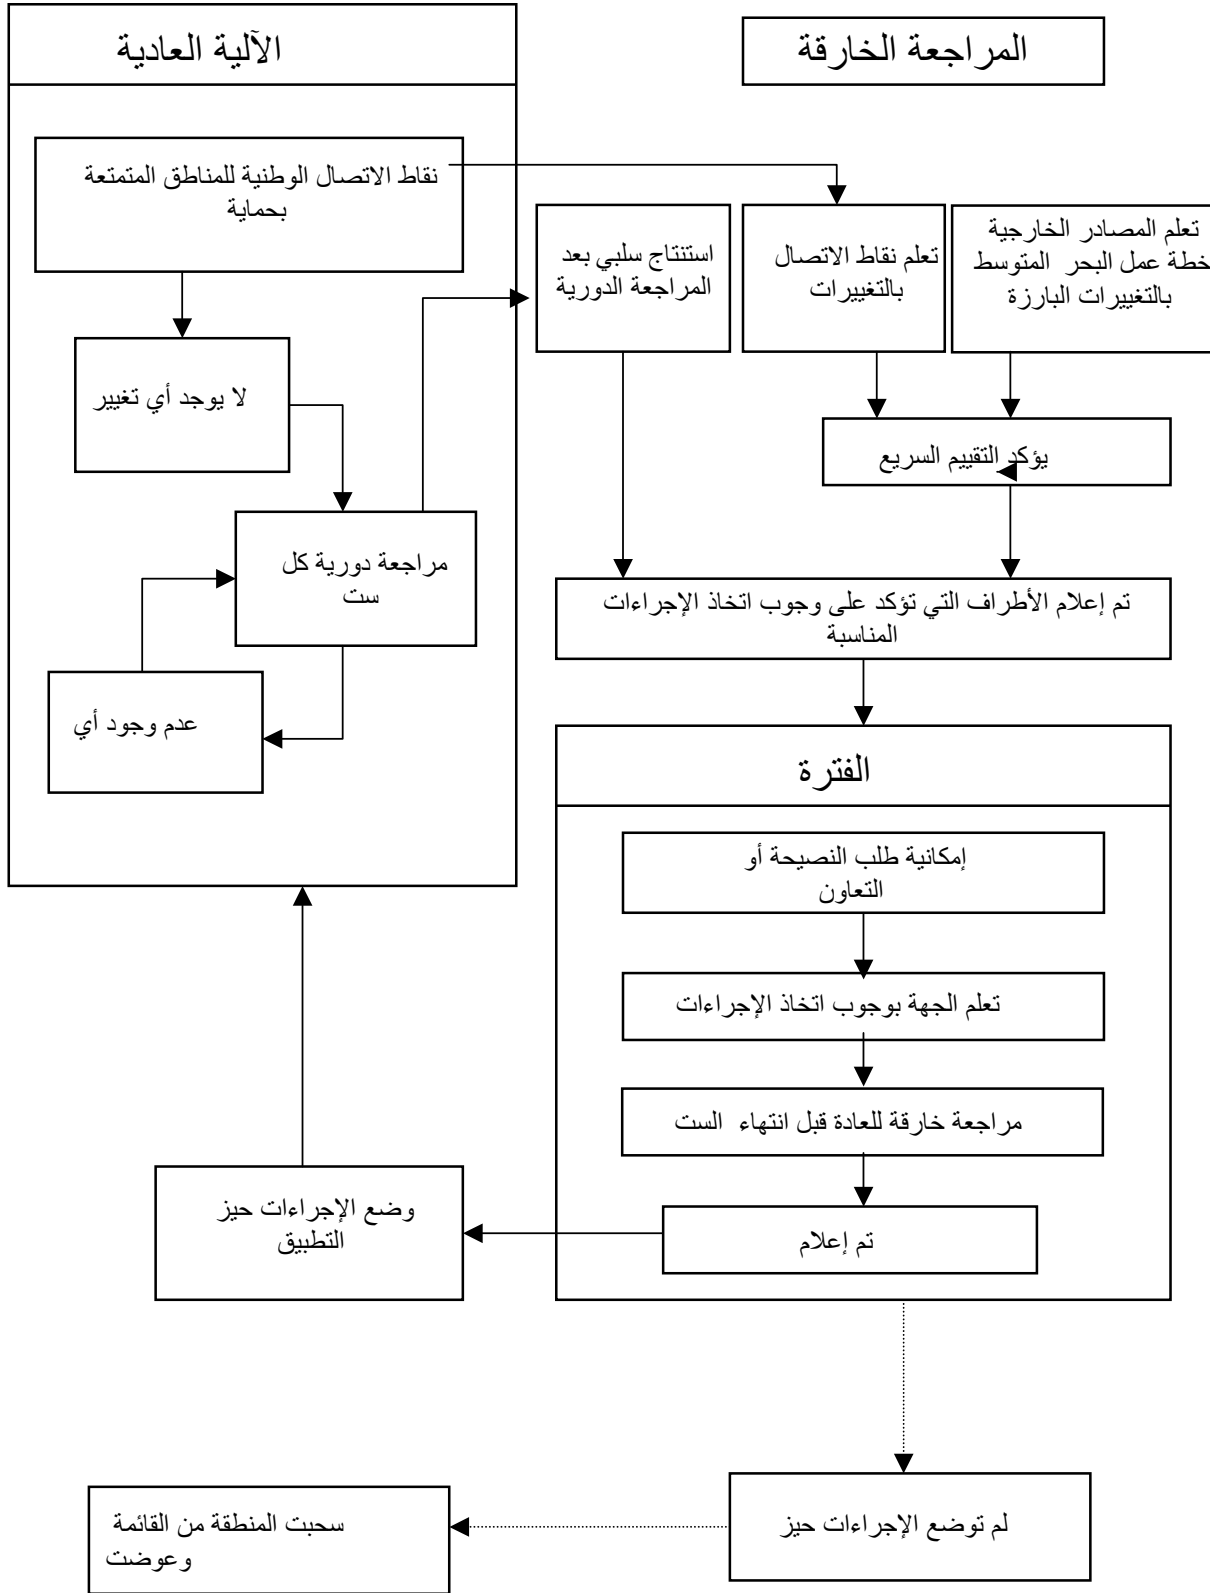 المراجعة الخارقة
الآلية العادية
نقاط الاتصال الوطنية للمناطق المتمتعة
بحماية
تعلم المصادر الخارجية
خطة عمل البحر المتوسط
بالتغييرات البارزة
تعلم نقاط الاتصال
بالتغييرات
استنتاج سلبي بعد
المراجعة الدورية
لا يوجد أي تغيير
يؤكد التقييم السريع
مراجعة دورية كل
ست
تم إعلام الأطراف التي تؤكد على وجوب اتخاذ الإجراءات
المناسبة
عدم وجود أي
الفترة
إمكانية طلب النصيحة أو
التعاون
تعلم الجهة بوجوب اتخاذ الإجراءات
مراجعة خارقة للعادة قبل انتهاء الست
تم إعلام
وضع الإجراءات حيز
التطبيق
لم توضع الإجراءات حيز
سحبت المنطقة من القائمة
وعوضت